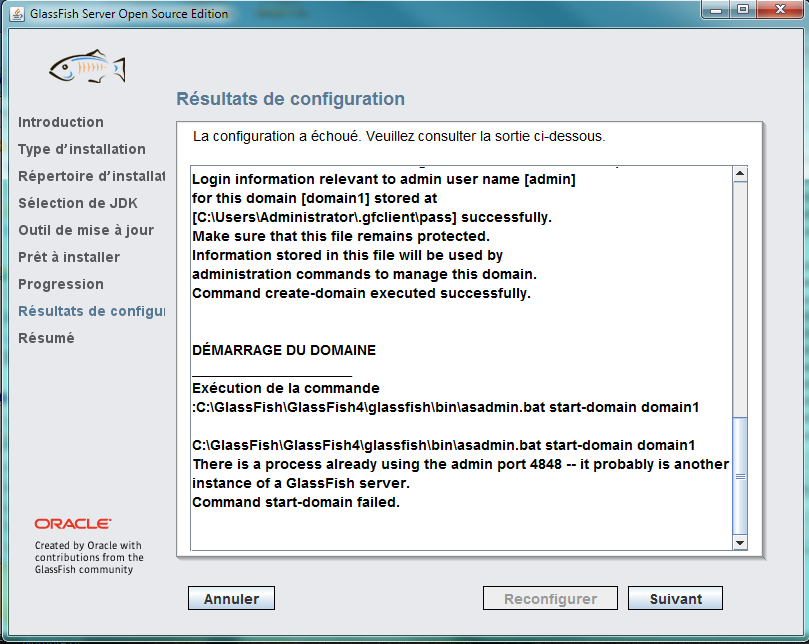 GlassFish Server Open Source Edition
Introduction
Type d'installation
Répertoire d'installat
Sélection de JDK
Outil de mise à jour
Prêt à installer
Progression
Résultats de configu
Résumé
ORACLE
Created by Oracle with
contributions from the
GlassFish community
Résultats de configuration
La configuration a échoué. Veuillez consulter la sortie ci-dessous.
Login information relevant to admin user name [admin]
for this domain [domain1] stored at
[C:\Users\Administrator\.gfclient\pass] successfully.
Make sure that this file remains protected.
Information stored in this file will be used by
administration commands to manage this domain.
Command create-domain executed successfully.
DÉMARRAGE DU DOMAINE
____________________
Exécution de la commande
:C:\GlassFish\GlassFish4\glassfish\bin\asadmin.bat start-domain domain1
C:\GlassFish\GlassFish4\glassfish\bin\asadmin.bat start-domain domain1
There is a process already using the admin port 4848 -- it probably is another
instance of a GlassFish server.
Command start-domain failed.
Annuler
Reconfigurer
Suivant